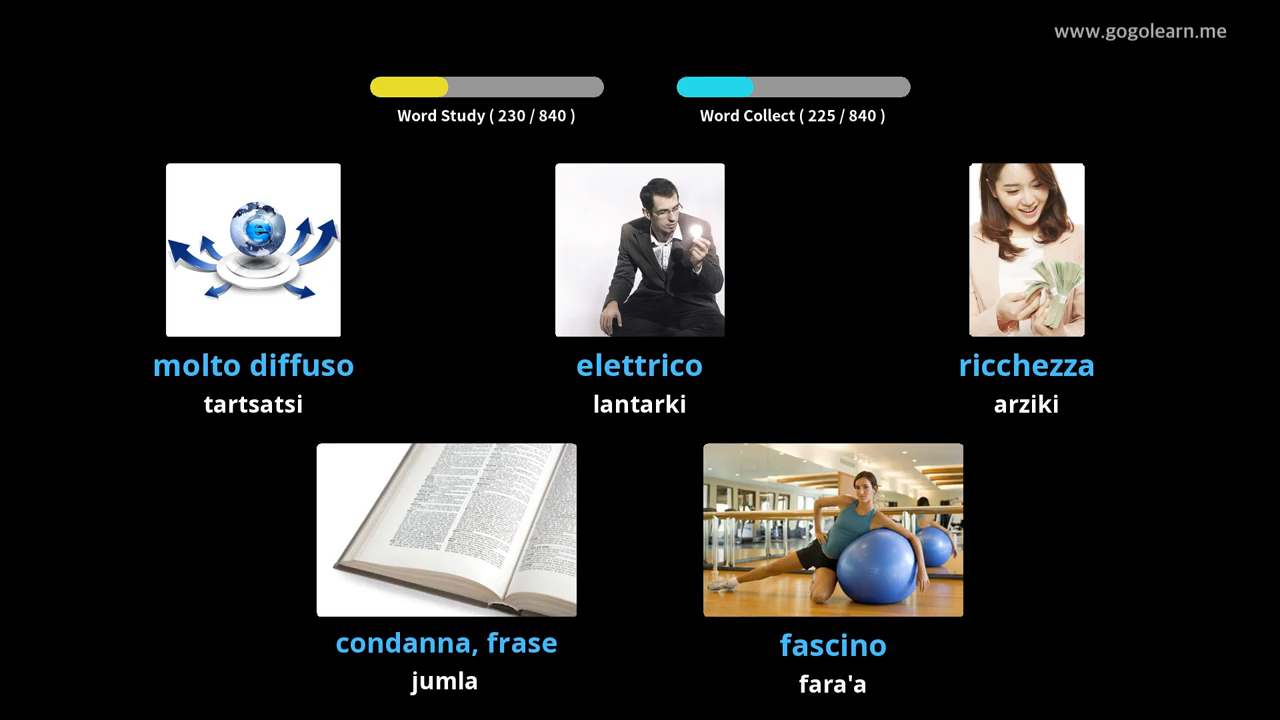 www.gogolearn.me
Word Study ( 230 / 840 )
Word Collect ( 225 / 840 )
e
molto diffuso
elettrico
ricchezza
tartsatsi
lantarki
arziki
condanna, frase
fascino
jumla
fara'a